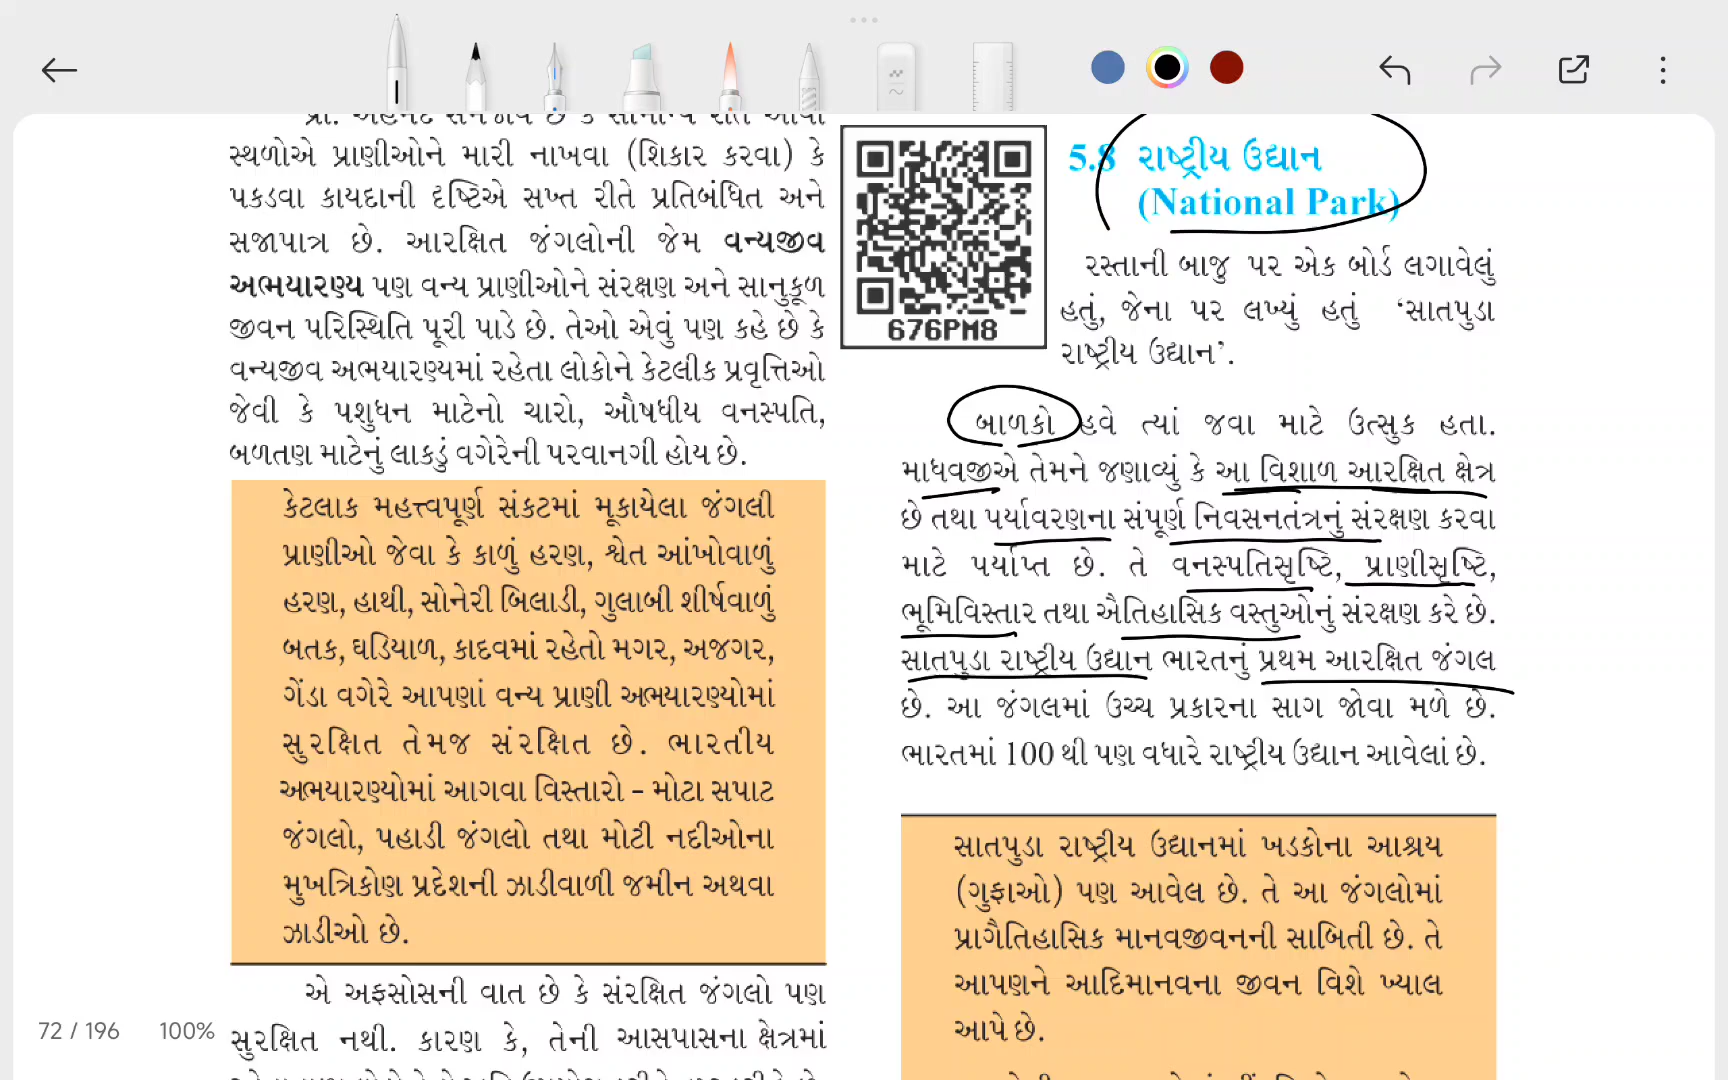 સ્થળોએ પ્રાણીઓને મારી નાખવા (શિકાર કરવા) કે
પકડવા કાયદાની દૃષ્ટિએ સખ્ત રીતે પ્રતિબંધિત અને
સજાપાત્ર છે. આરક્ષિત જંગલોની જેમ વન્યજીવ
અભયારણ્ય પણ વન્ય પ્રાણીઓને સંરક્ષણ અને સાનુકૂળ
જીવન પરિસ્થિતિ પૂરી પાડે છે. તેઓ એવું પણ કહે છે કે
વન્યજીવ અભયારણ્યમાં રહેતા લોકોને કેટલીક પ્રવૃત્તિઓ
જેવી કે પશુધન માટેનો ચારો, ઔષધીય વનસ્પતિ,
બળતણ માટેનું લાકડું વગેરેની પરવાનગી હોય છે.
કેટલાક મહત્ત્વપૂર્ણ સંકટમાં મૂકાયેલા જંગલી
પ્રાણીઓ જેવા કે કાળું હરણ, શ્વેત આંખોવાળું
હરણ, હાથી, સોનેરી બિલાડી, ગુલાબી શીર્ષવાળું
બતક, ઘડિયાળ, કાદવમાં રહેતો મગર, અજગર,
ગેંડા વગેરે આપણાં વન્ય પ્રાણી અભયારણ્યોમાં
સુરક્ષિત તેમજ સંરક્ષિત છે. ભારતીય
અભયારણ્યોમાં આગવા વિસ્તારો - મોટા સપાટ
જંગલો, પહાડી જંગલો તથા મોટી નદીઓના
મુખત્રિકોણ પ્રદેશની ઝાડીવાળી જમીન અથવા
ઝાડીઓ છે.
એ અફસોસની વાત છે કે સંરક્ષિત જંગલો પણ
સુરક્ષિત નથી. કારણ કે, તેની આસપાસના ક્ષેત્રમાં
676PM8
5.8 રાષ્ટ્રીય ઉદ્યાન
(National Park)
રસ્તાની બાજુ પર એક બોર્ડ લગાવેલું
હતું, જેના પર લખ્યું હતું ‘સાતપુડા
રાષ્ટ્રીય ઉદ્યાન’.
બાળકો હવે ત્યાં જવા માટે ઉત્સુક હતા.
માધવજીએ તેમને જણાવ્યું કે આ વિશાળ આરક્ષિત ક્ષેત્ર
છે તથા પર્યાવરણના સંપૂર્ણ નિવસનતંત્રનું સંરક્ષણ કરવા
માટે પર્યાપ્ત છે. તે વનસ્પતિસૃષ્ટિ, પ્રાણીસૃષ્ટિ,
ભૂમિવિસ્તાર તથા ઐતિહાસિક વસ્તુઓનું સંરક્ષણ કરે છે.
સાતપુડા રાષ્ટ્રીય ઉદ્યાન ભારતનું પ્રથમ આરક્ષિત જંગલ
છે. આ જંગલમાં ઉચ્ચ પ્રકારના સાગ જોવા મળે છે.
ભારતમાં 100 થી પણ વધારે રાષ્ટ્રીય ઉદ્યાન આવેલાં છે.
સાતપુડા રાષ્ટ્રીય ઉદ્યાનમાં ખડકોના આશ્રય
(ગુફાઓ) પણ આવેલ છે. તે આ જંગલોમાં
પ્રાગૈતિહાસિક માનવજીવનની સાબિતી છે. તે
આપણને આદિમાનવના જીવન વિશે ખ્યાલ
આપે છે.
72 / 196 100%